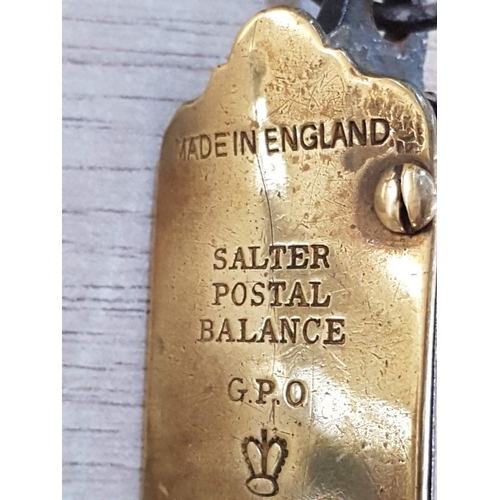 MADE IN ENGLAND
SALTER
POSTAL
BALANCE
G.P.O